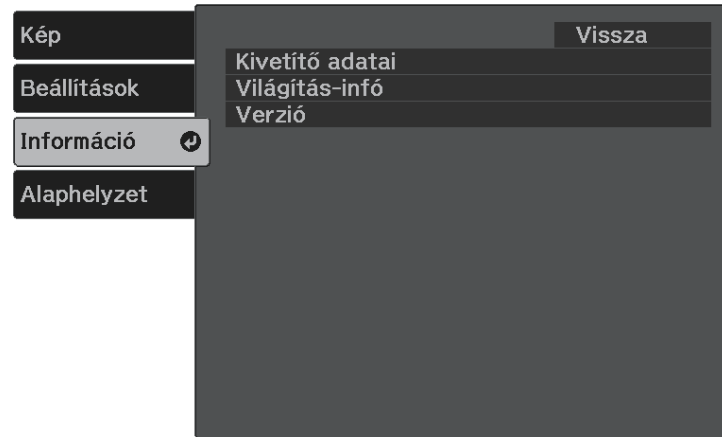 Kép
Beállítások
Információ
Alaphelyzet
Vissza
Kivetítő adatai
Világítás-infó
Verzió